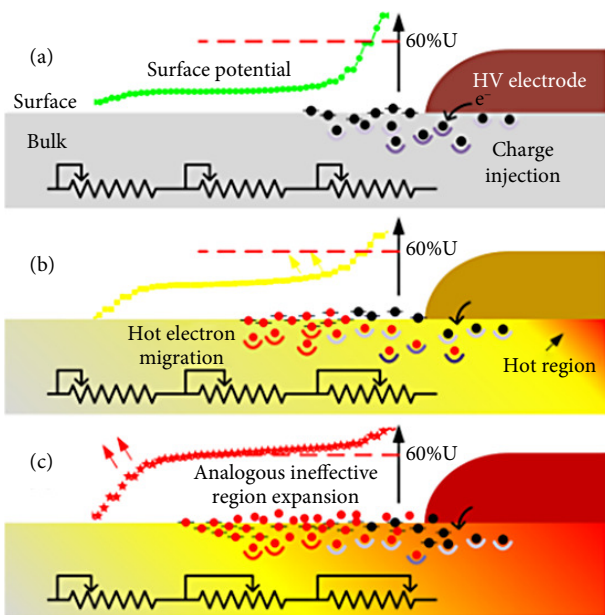 60%U
(a)
Surface potential
HV electrode
Surface
e⁻
Bulk
Charge
injection
60%U
(b)
Hot electron
migration
Hot region
60%U
(c)
Analogous ineffective
region expansion